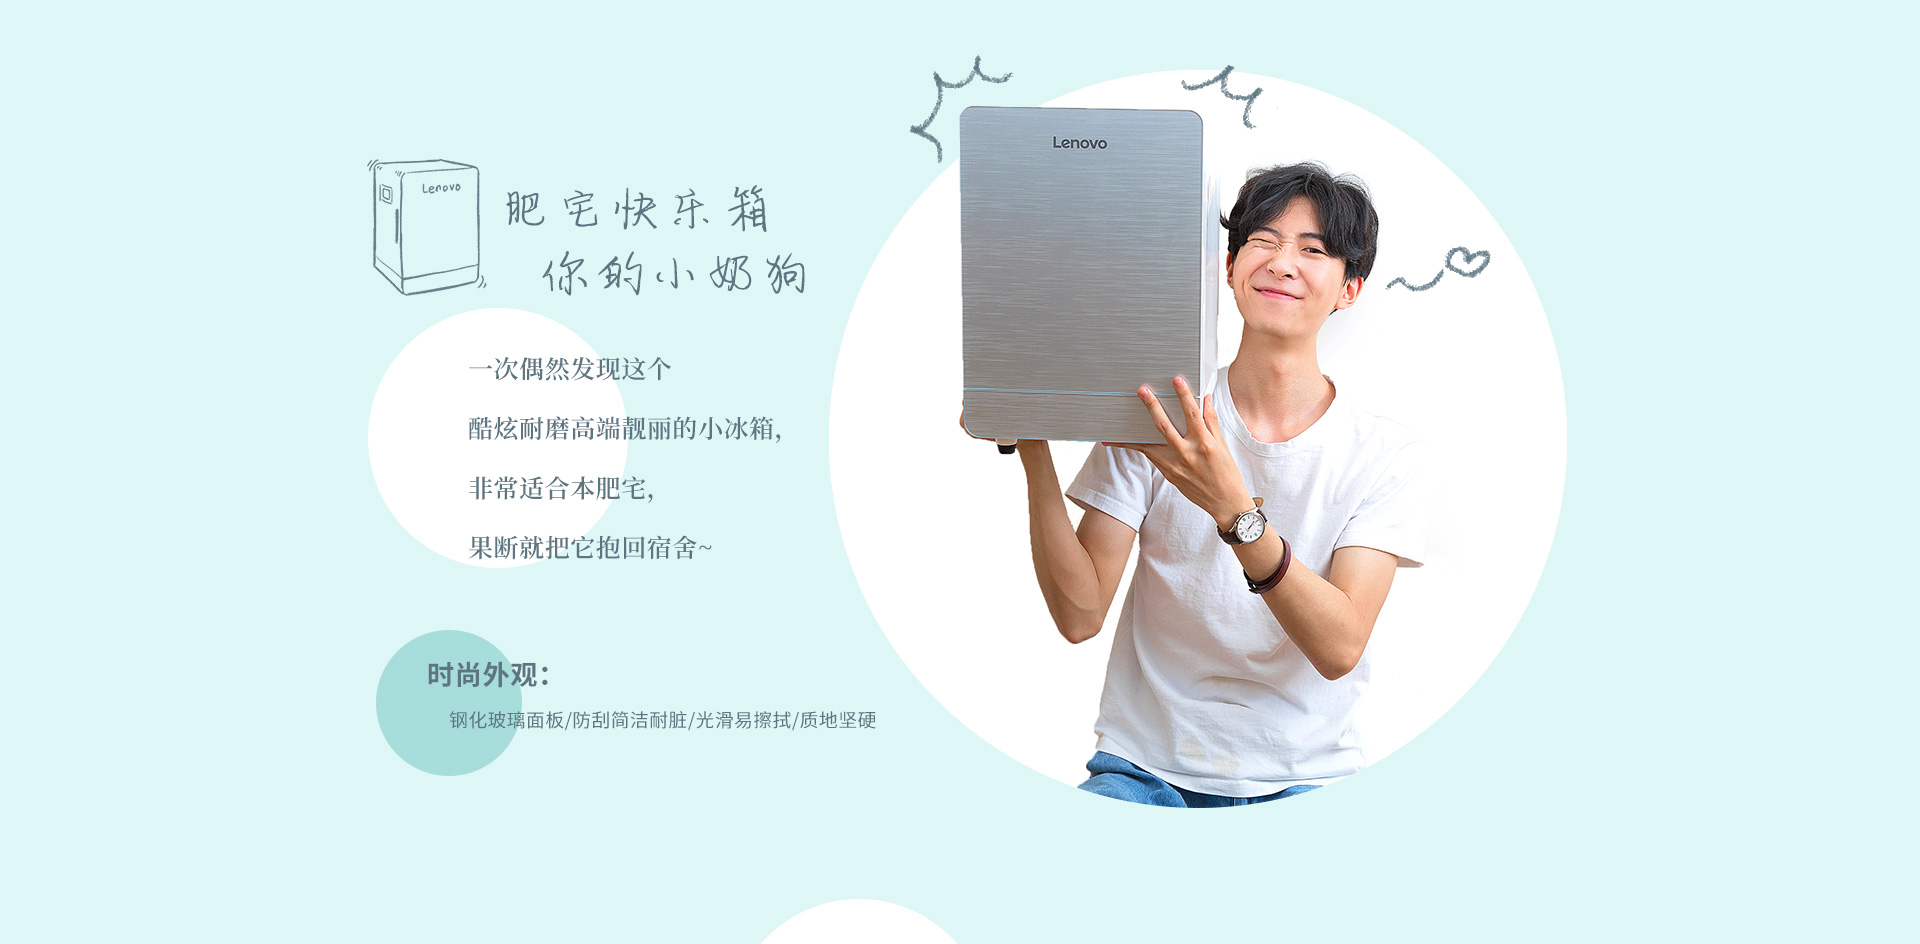 Lenovo
肥宅快乐箱
你的小奶狗
一次偶然发现这个
酷炫耐磨高端靓丽的小冰箱，
非常适合本肥宅，
果断就把它抱回宿舍~
时尚外观：
钢化玻璃面板/防刮简洁耐脏/光滑易擦拭/质地坚硬
Lenovo